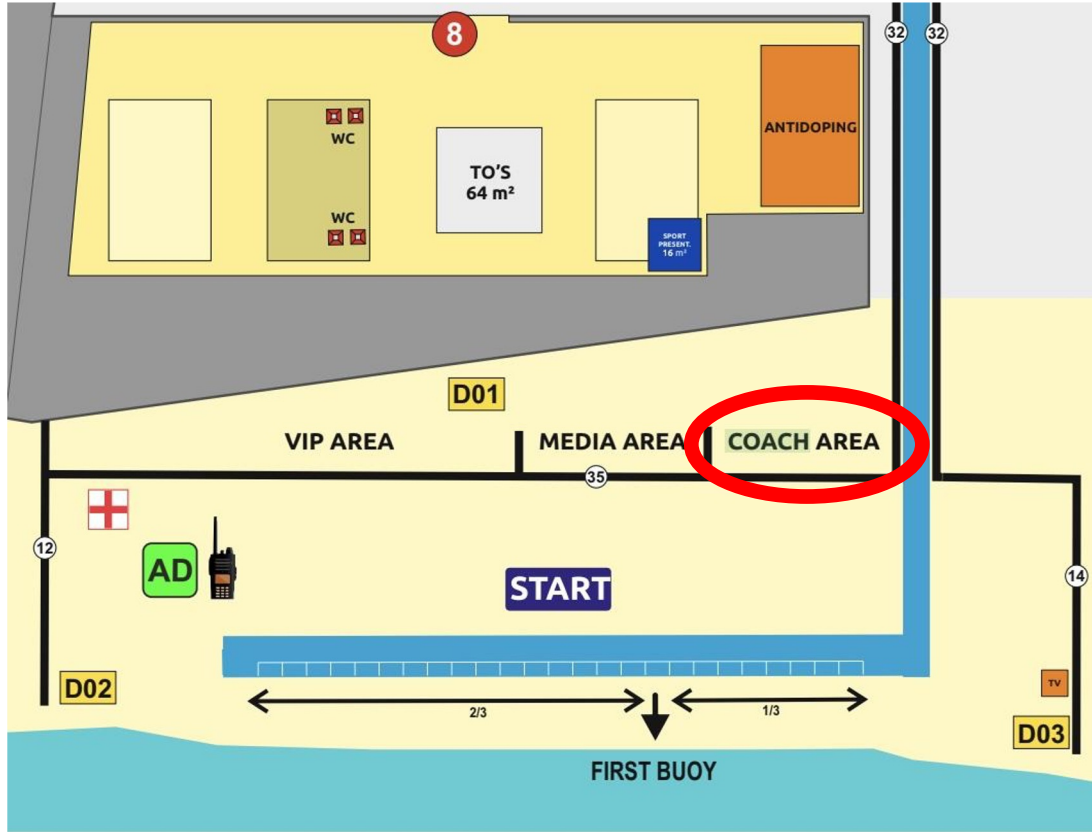 8
32
32
ANTIDOPING
WC
TO'S
64 m²
WC
SPORT
PRESENT.
16 m²
D01
VIP AREA
MEDIA AREA
COACH AREA
35
12
AD
START
14
D02
TV
2/3
1/3
D03
FIRST BUOY